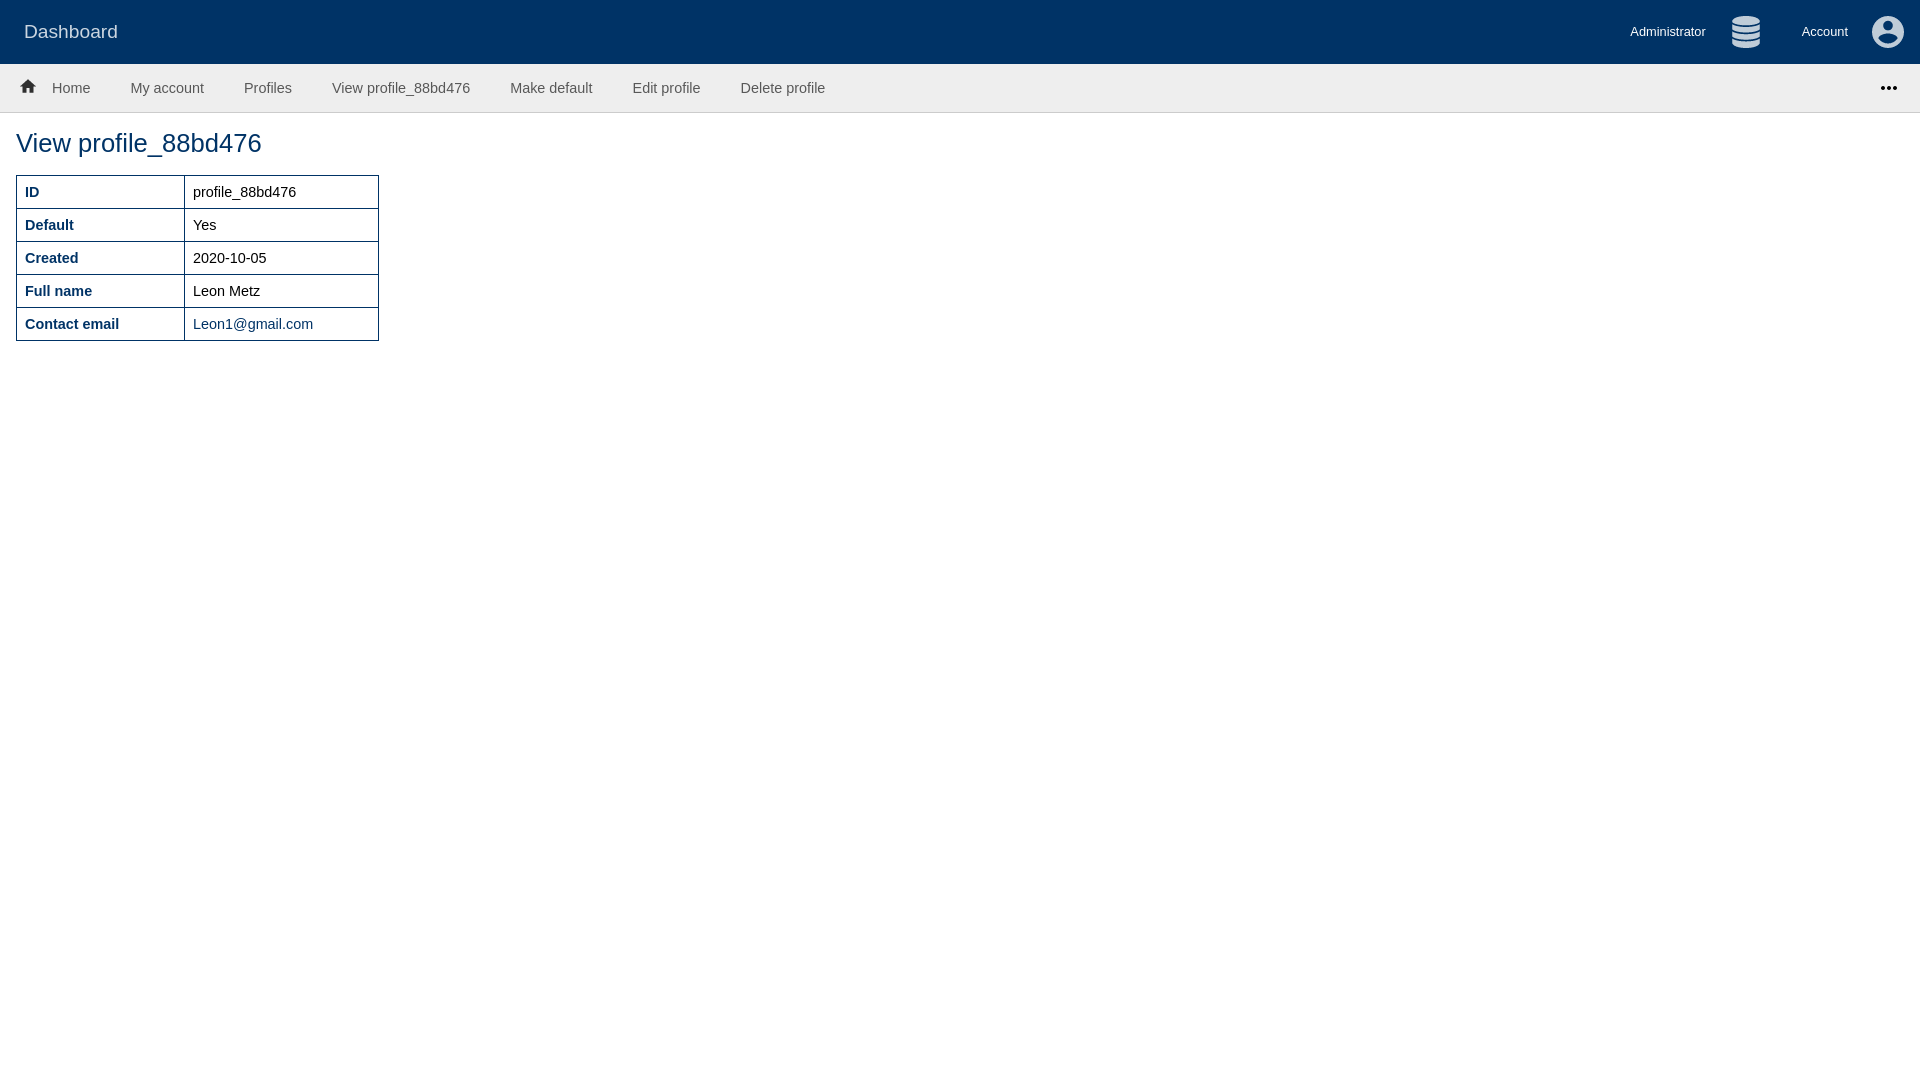 Dashboard
Administrator
Account
Home
My account
Profiles
View profile_88bd476
Make default
Edit profile
Delete profile
View profile_88bd476
ID profile_88bd476
Default Yes
Created 2020-10-05
Full name Leon Metz
Contact email Leon1@gmail.com